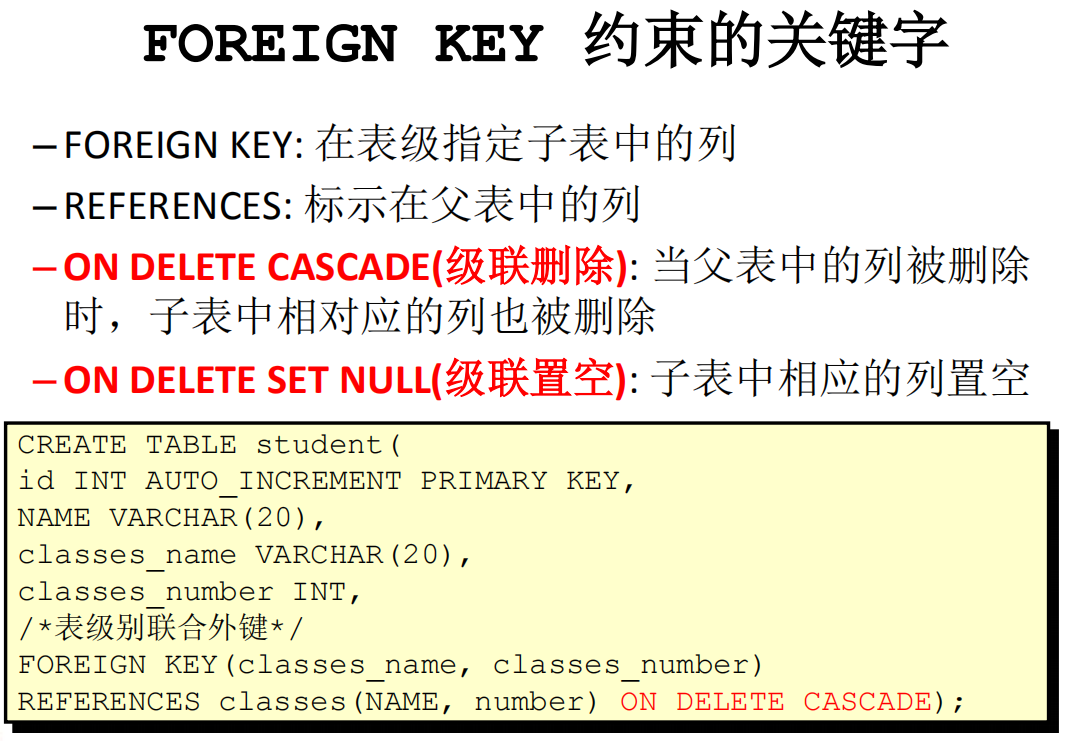 FOREIGN KEY 约束的关键字
–FOREIGN KEY: 在表级指定子表中的列
–REFERENCES: 标示在父表中的列
–ON DELETE CASCADE(级联删除): 当父表中的列被删除
时，子表中相对应的列也被删除
–ON DELETE SET NULL(级联置空): 子表中相应的列置空
CREATE TABLE student(
id INT AUTO_INCREMENT PRIMARY KEY,
NAME VARCHAR(20),
classes_name VARCHAR(20),
classes_number INT,
/*表级别联合外键*/
FOREIGN KEY(classes_name, classes_number)
REFERENCES classes(NAME, number) ON DELETE CASCADE);